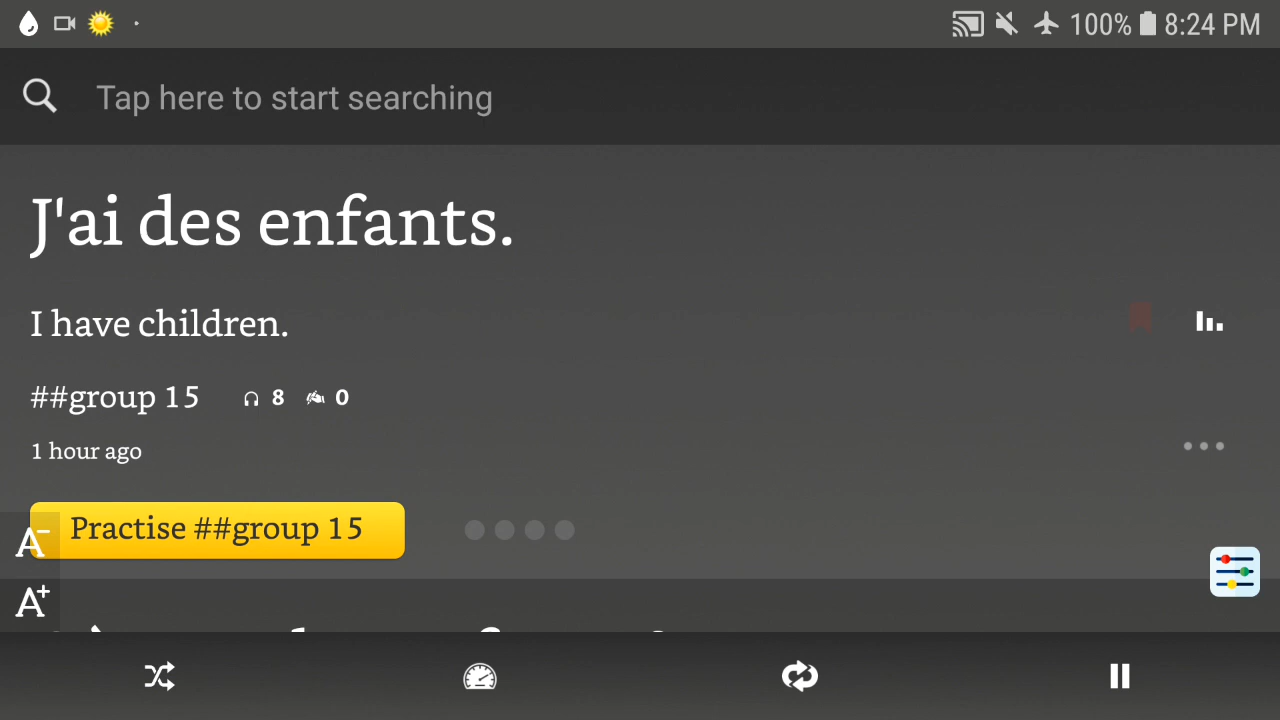 100% 8:24 PM
Tap here to start searching
J'ai des enfants.
I have children.
##group 15 8 0
1 hour ago
Practise ##group 15
A-
A+